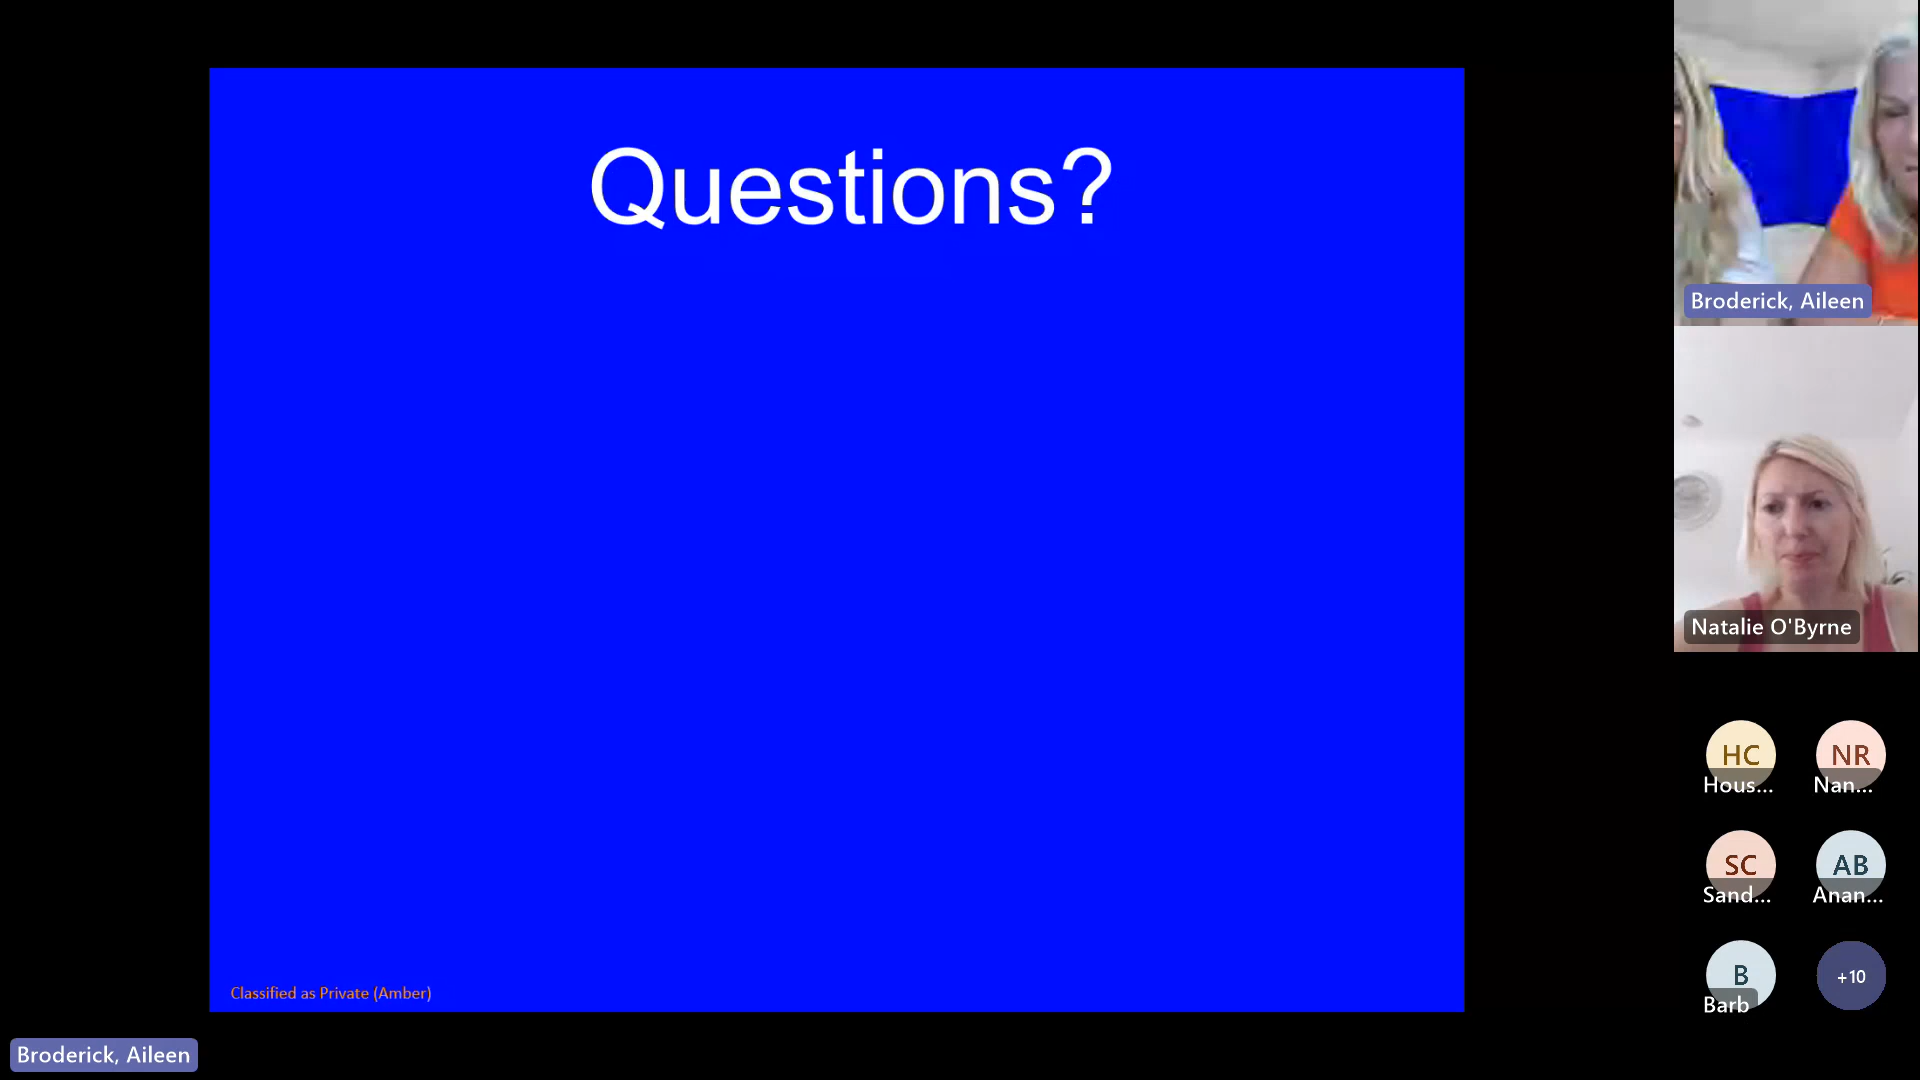 Questions?
Classified as Private (Amber)
Broderick, Aileen
Broderick, Aileen
Natalie O'Byrne
HC
Hous...
NR
Nan...
SC
Sand...
AB
Anan...
B
Barb
+10